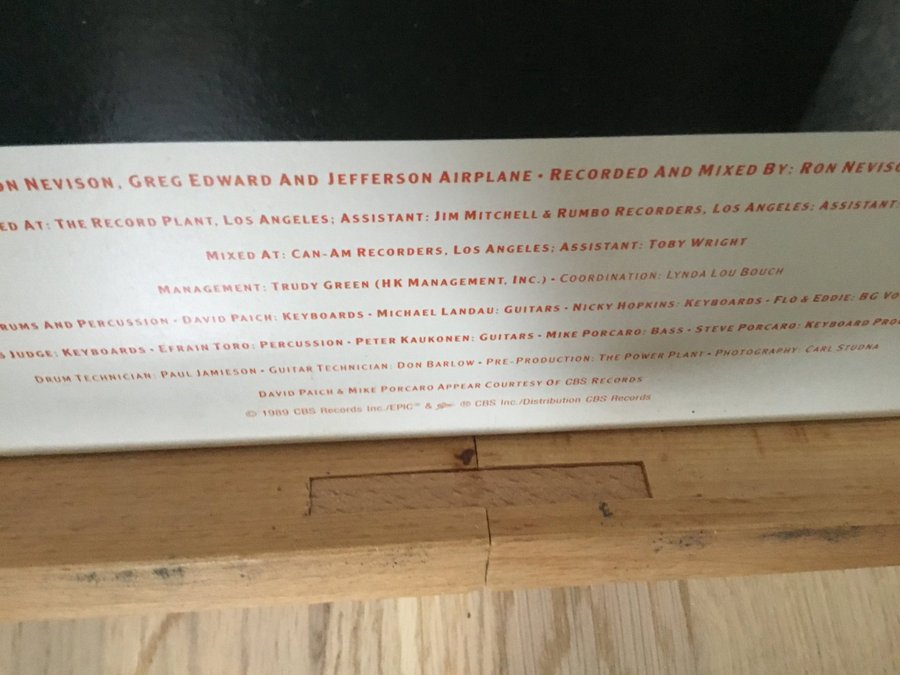 ON NEVISON, GREG EDWARD AND JEFFERSON AIRPLANE • RECORDED AND MIXED BY: RON NEVISO
ED AT: THE RECORD PLANT, LOS ANGELES; ASSISTANT: JIM MITCHELL & RUMBO RECORDERS, LOS ANGELES; ASSISTANT
MIXED AT: CAN-AM RECORDERS, LOS ANGELES; ASSISTANT: TOBY WRIGHT
MANAGEMENT: TRUDY GREEN (HK MANAGEMENT, INC.) • COORDINATION: LYNDA LOU BOUCH
RUMS AND PERCUSSION • DAVID PAICH: KEYBOARDS • MICHAEL LANDAU: GUITARS • NICKY HOPKINS: KEYBOARDS • FLO & EDDIE: BG VO
S JUDGE: KEYBOARDS • EFRAIN TORO: PERCUSSION • PETER KAUKONEN: GUITARS • MIKE PORCARO: BASS • STEVE PORCARO: KEYBOARD PRO
DRUM TECHNICIAN: PAUL JAMIESON • GUITAR TECHNICIAN: DON BARLOW • PRE-PRODUCTION: THE POWER PLANT • PHOTOGRAPHY: CARL STUDNA
DAVID PAICH & MIKE PORCARO APPEAR COURTESY OF CBS RECORDS
© 1989 CBS Records Inc./EPIC™ & ℗ CBS Inc./Distribution CBS Records